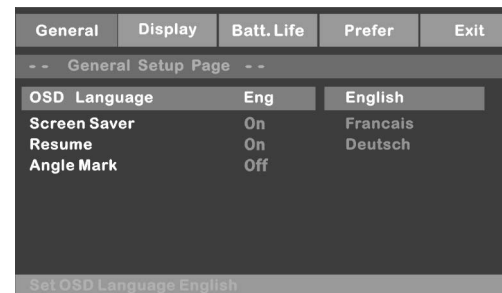 General Display Batt. Life Prefer Exit
-- General Setup Page --
OSD Language Eng English
Screen Saver On Francais
Resume On Deutsch
Angle Mark Off
Set OSD Language English